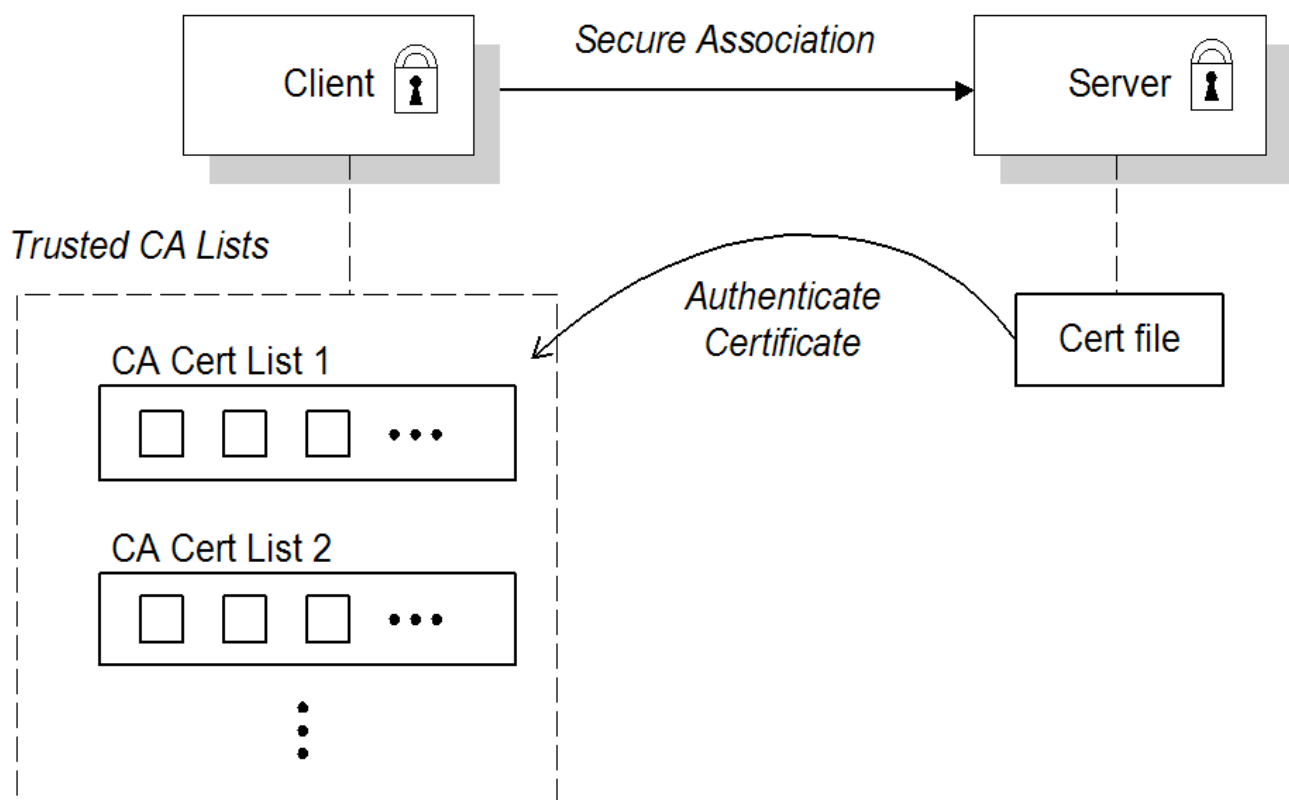 Secure Association
Client
Server
Trusted CA Lists
Authenticate
Certificate
Cert file
CA Cert List 1
CA Cert List 2